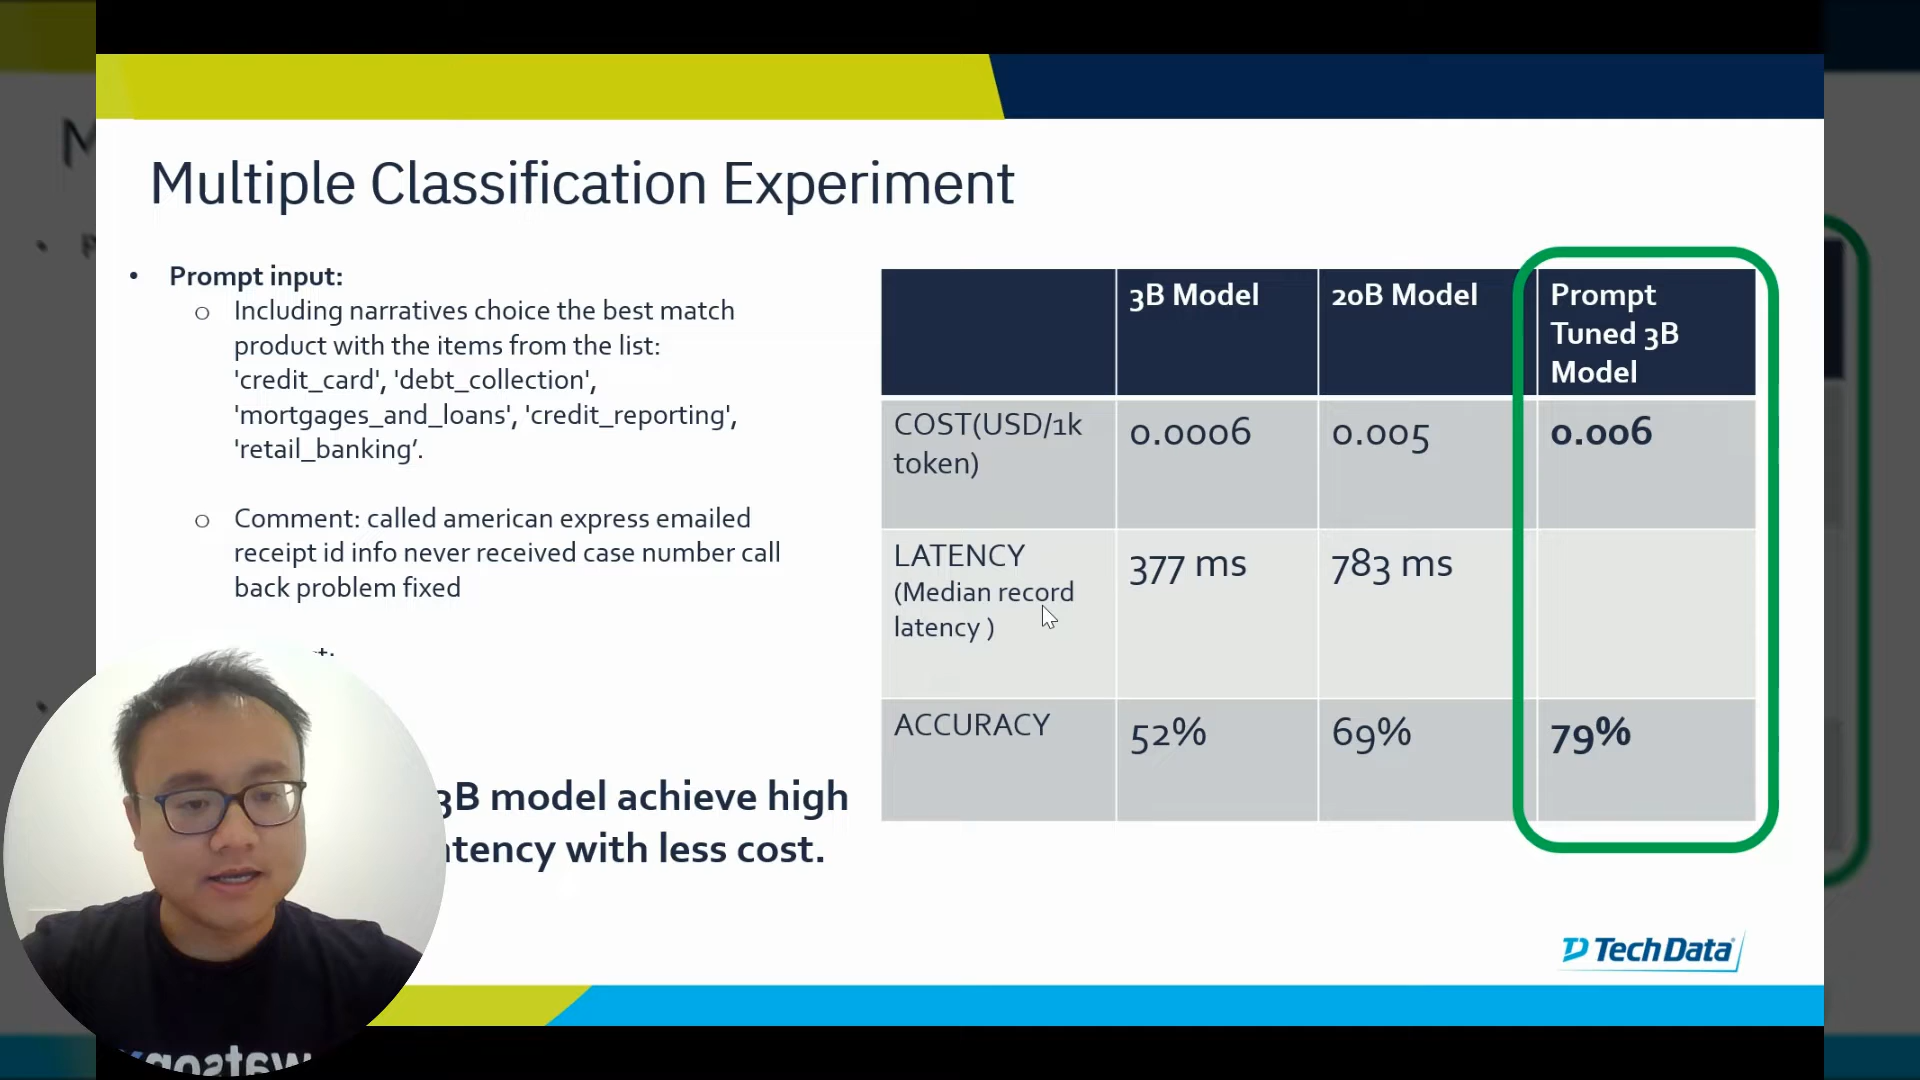 Multiple Classification Experiment
• Prompt input:
o Including narratives choice the best match
product with the items from the list:
'credit_card', 'debt_collection',
'mortgages_and_loans', 'credit_reporting',
'retail_banking’.
o Comment: called american express emailed
receipt id info never received case number call
back problem fixed
3B model achieve high
with less cost.
3B Model
20B Model
Prompt
Tuned 3B
Model
COST(USD/1k
token)
0.0006
0.005
0.006
LATENCY
(Median record
latency )
377 ms
783 ms
ACCURACY
52%
69%
79%
TD Tech Data